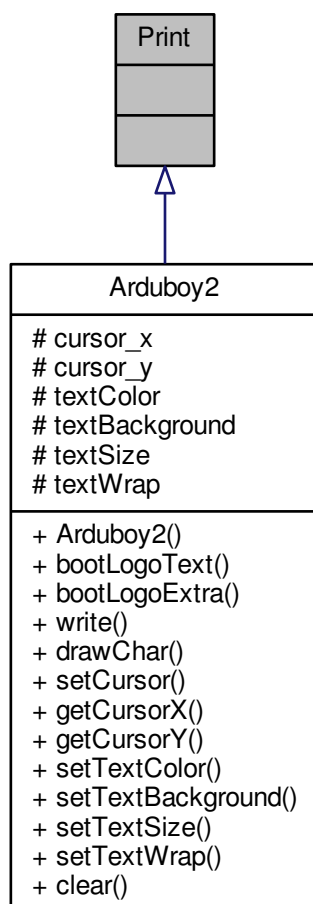 Print
Arduboy2
# cursor_x
# cursor_y
# textColor
# textBackground
# textSize
# textWrap
+ Arduboy2()
+ bootLogoText()
+ bootLogoExtra()
+ write()
+ drawChar()
+ setCursor()
+ getCursorX()
+ getCursorY()
+ setTextColor()
+ setTextBackground()
+ setTextSize()
+ setTextWrap()
+ clear()